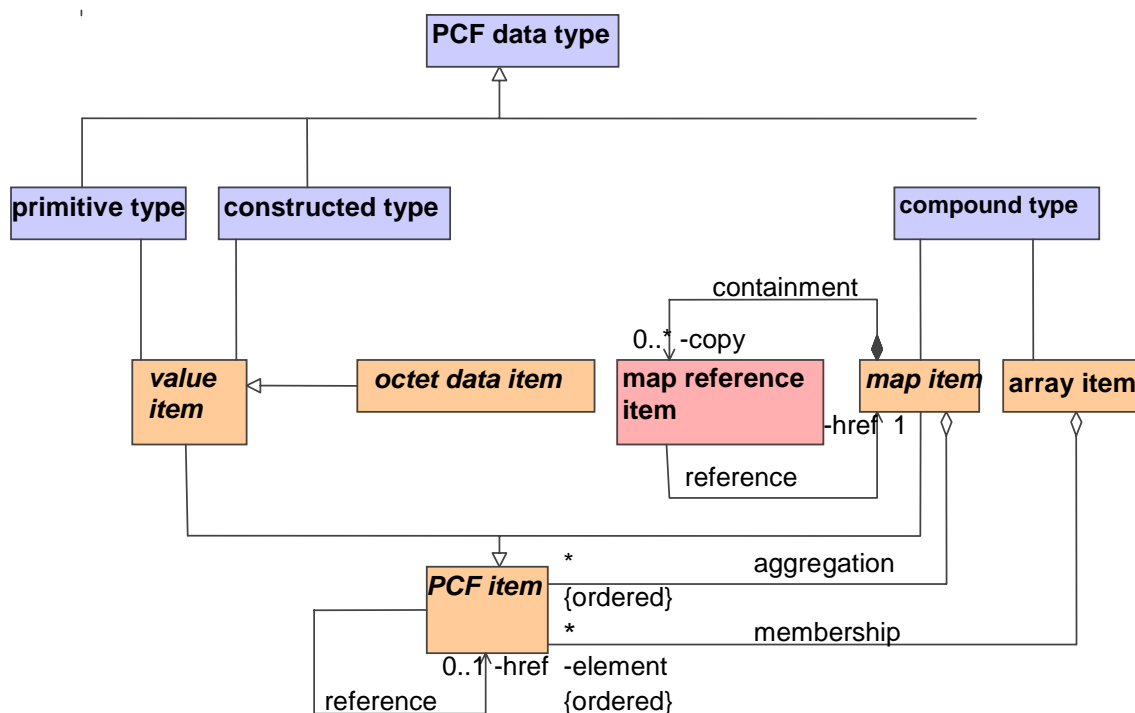 PCF data type
primitive type
constructed type
compound type
containment
0..* -copy
value
item
octet data item
map reference
item
map item
array item
-href 1
reference
*
aggregation
PCF item
{ordered}
*
membership
0..1 -href
-element
reference
{ordered}